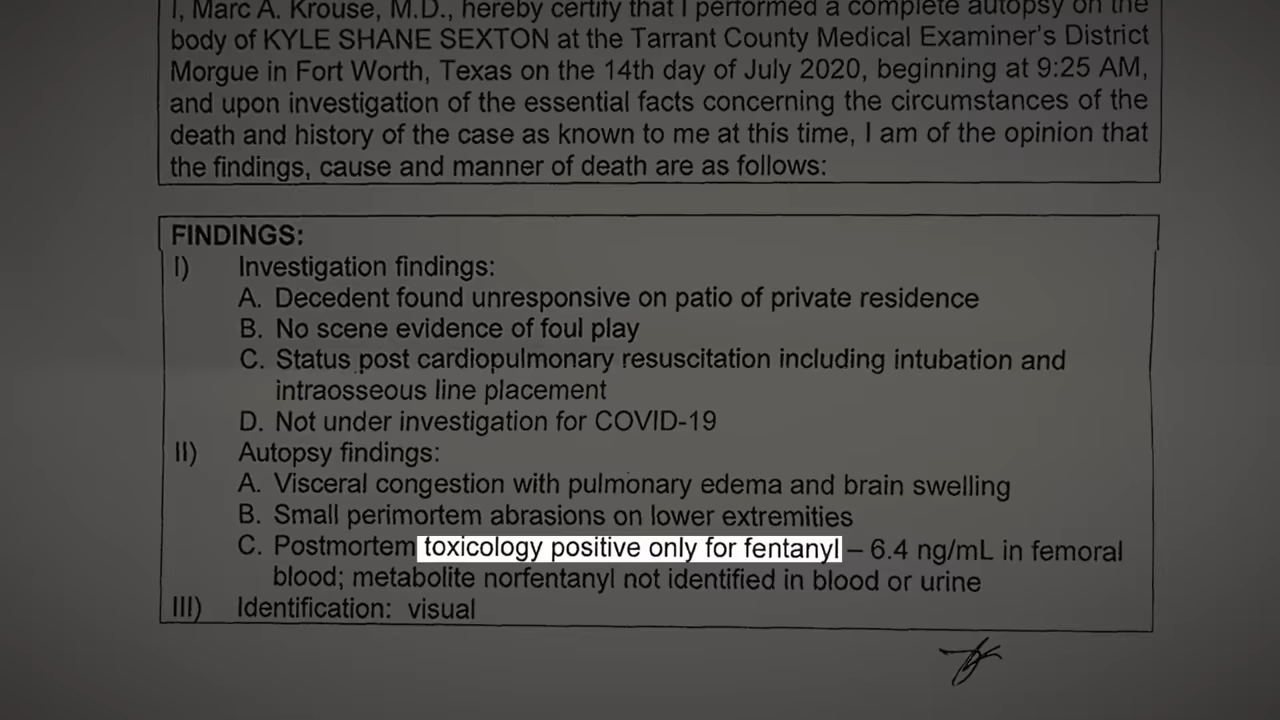 I, Marc A. Krouse, M.D., hereby certify that I performed a complete autopsy on the
body of KYLE SHANE SEXTON at the Tarrant County Medical Examiner's District
Morgue in Fort Worth, Texas on the 14th day of July 2020, beginning at 9:25 AM,
and upon investigation of the essential facts concerning the circumstances of the
death and history of the case as known to me at this time, I am of the opinion that
the findings, cause and manner of death are as follows:
FINDINGS:
I) Investigation findings:
A. Decedent found unresponsive on patio of private residence
B. No scene evidence of foul play
C. Status post cardiopulmonary resuscitation including intubation and
intraosseous line placement
D. Not under investigation for COVID-19
II) Autopsy findings:
A. Visceral congestion with pulmonary edema and brain swelling
B. Small perimortem abrasions on lower extremities
C. Postmortem toxicology positive only for fentanyl – 6.4 ng/mL in femoral
blood; metabolite norfentanyl not identified in blood or urine
III) Identification: visual